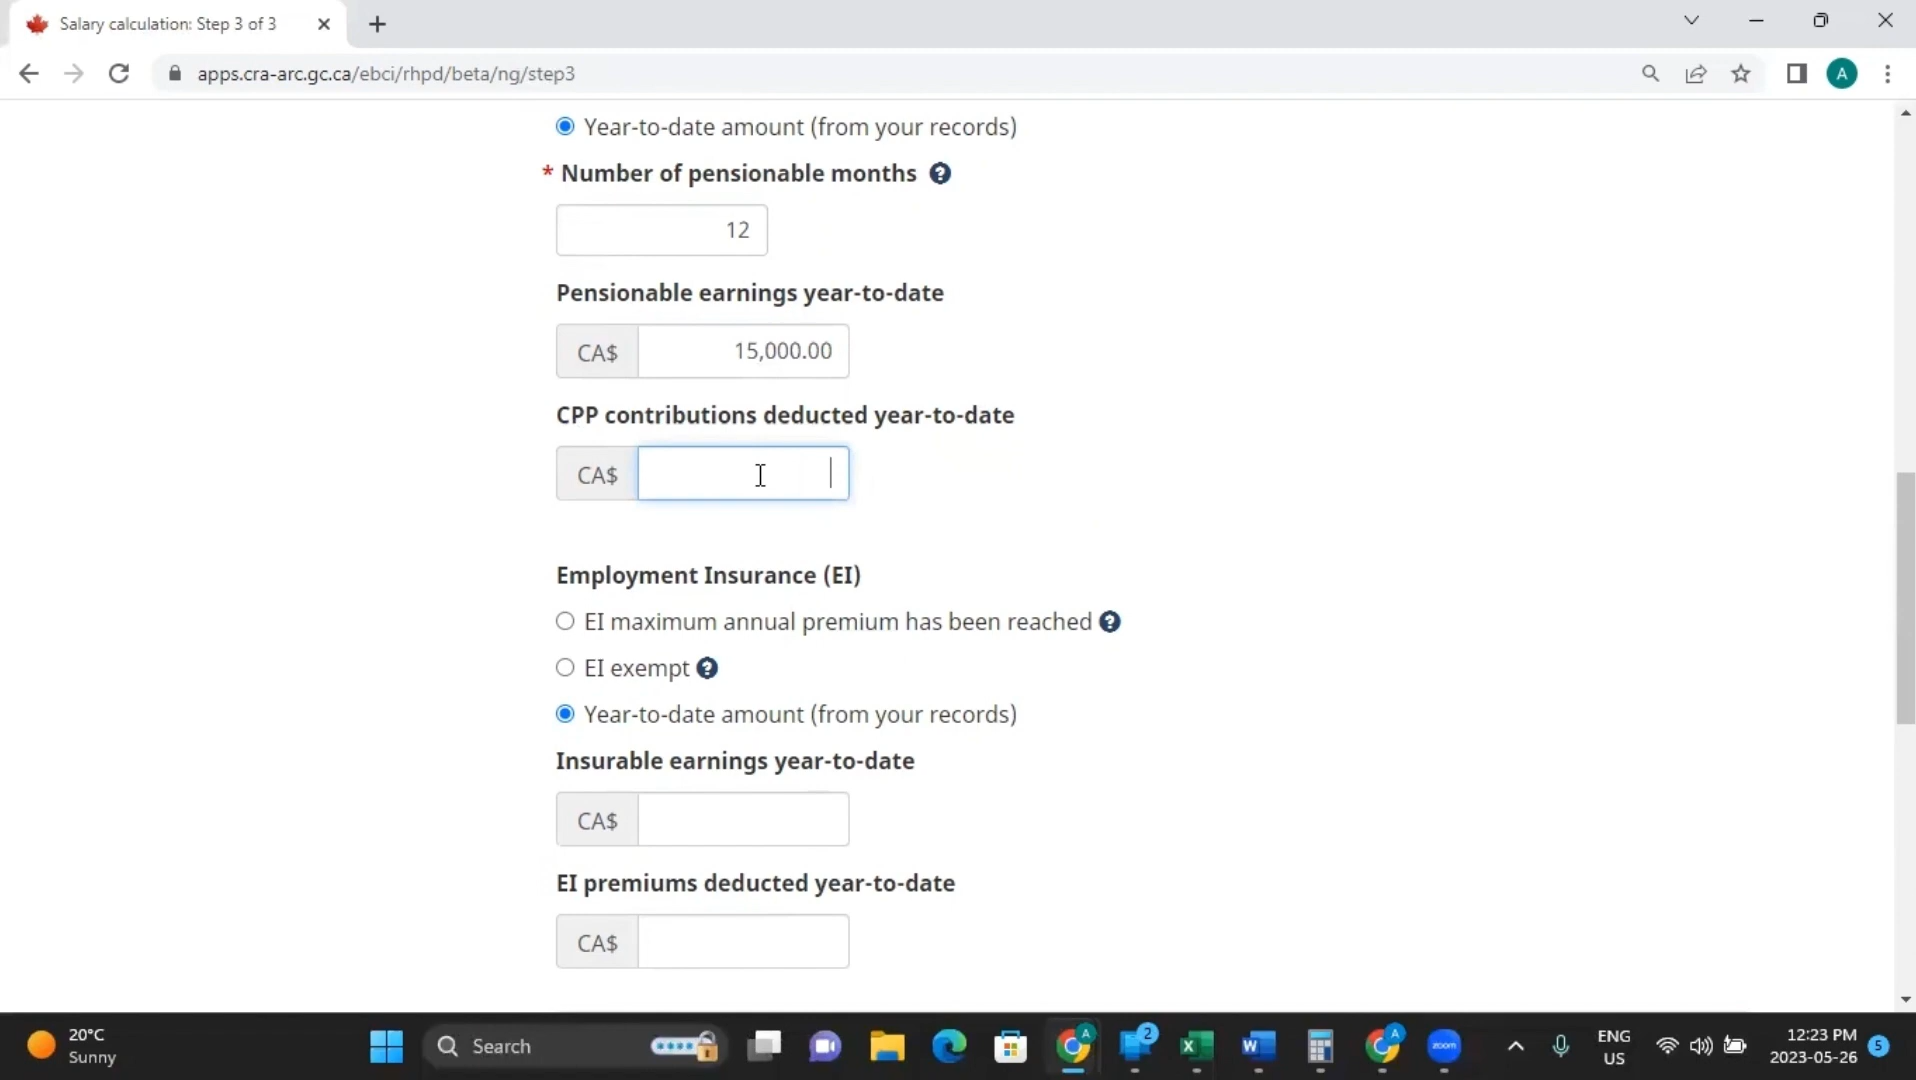 Salary calculation: Step 3 of 3
apps.cra-arc.gc.ca/ebci/rhpd/beta/ng/step3
A
Year-to-date amount (from your records)
* Number of pensionable months ?
12
Pensionable earnings year-to-date
CA$ 15,000.00
CPP contributions deducted year-to-date
CA$
Employment Insurance (EI)
EI maximum annual premium has been reached ?
EI exempt ?
Year-to-date amount (from your records)
Insurable earnings year-to-date
CA$
EI premiums deducted year-to-date
CA$
20°C
Sunny
Search
A
2
X
W
A
zoom
ENG
US
12:23 PM
2023-05-26
5